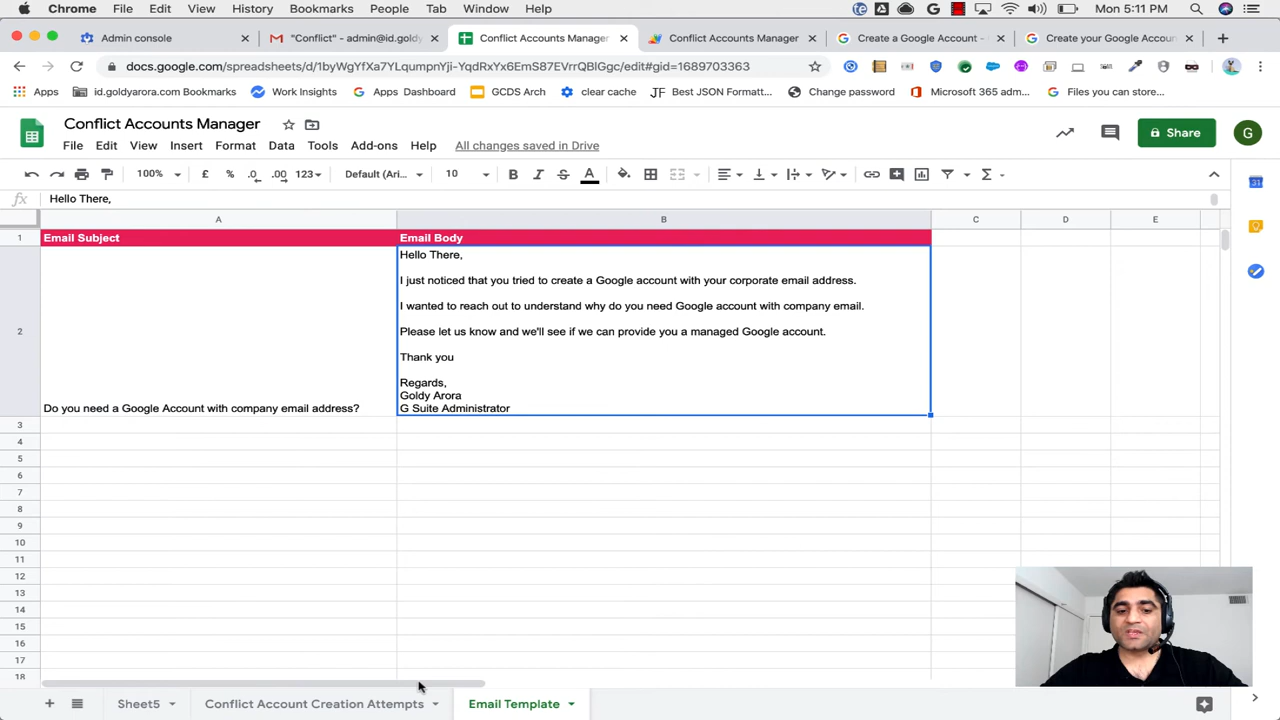 Chrome File Edit View History Bookmarks People Tab Window Help Mon 5:11 PM
Admin console
"Conflict" - admin@id.goldy
Conflict Accounts Manager
Conflict Accounts Manager
Create a Google Account -
Create your Google Accoun
docs.google.com/spreadsheets/d/1byWgYfXa7YLqumpnYji-YqdRxYx6EmS87EVrrQBlGgc/edit#gid=1689703363
Apps id.goldyarora.com Bookmarks Work Insights Apps Dashboard GCDS Arch clear cache JF Best JSON Formatt... Change password Microsoft 365 adm... Files you can store...
Conflict Accounts Manager
Share
G
File Edit View Insert Format Data Tools Add-ons Help All changes saved in Drive
100% £ % .0 .00 123 Default (Ari... 10 B I S A Σ
fx Hello There,
A B C D E
1 Email Subject Email Body
Hello There,
I just noticed that you tried to create a Google account with your corporate email address.
I wanted to reach out to understand why do you need Google account with company email.
2 Please let us know and we'll see if we can provide you a managed Google account.
Thank you
Regards,
Goldy Arora
Do you need a Google Account with company email address? G Suite Administrator
3
4
5
6
7
8
9
10
11
12
13
14
15
16
17
18
+ Sheet5 Conflict Account Creation Attempts Email Template